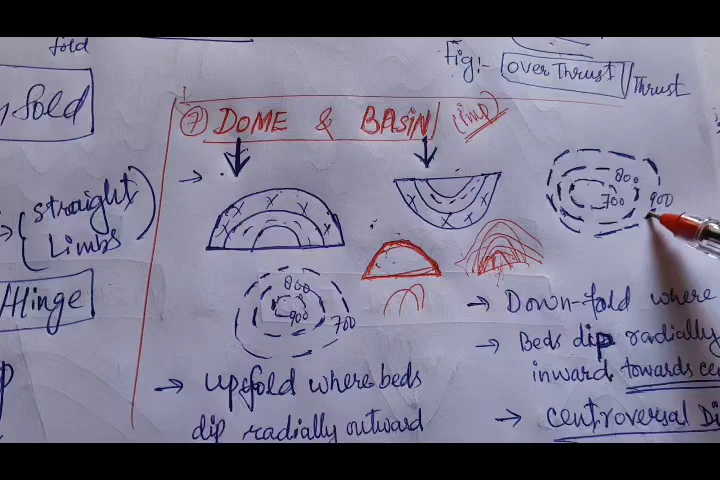 fold
Fig:- Over Thrust / Thrust
fold
⑦ DOME & BASIN (imp)
straight
Limbs
/Hinge
800
900
700
800
700
900
→ Upfold where beds
dip radially outward
→ Down-fold where
→ Beds dip radially
inward towards
→ centroversal